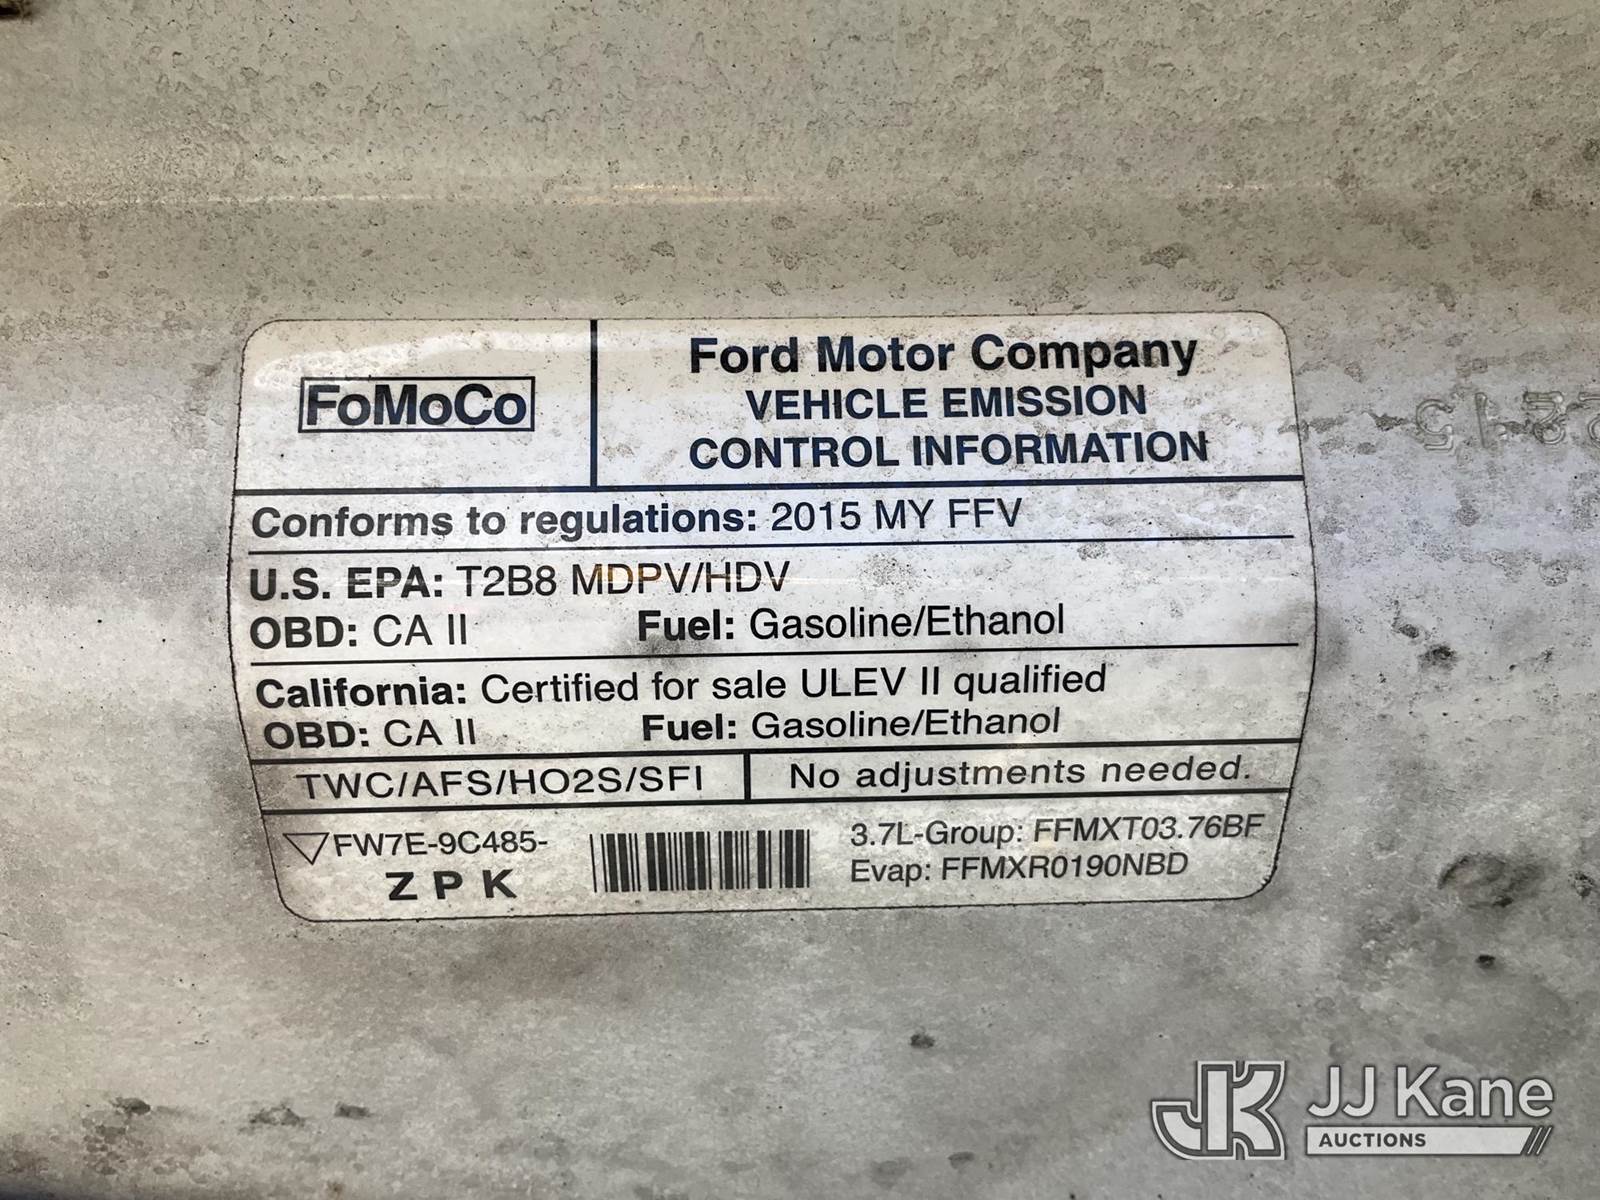 FoMoCo
Ford Motor Company
VEHICLE EMISSION
CONTROL INFORMATION
Conforms to regulations: 2015 MY FFV
U.S. EPA: T2B8 MDPV/HDV
OBD: CA II Fuel: Gasoline/Ethanol
California: Certified for sale ULEV II qualified
OBD: CA II Fuel: Gasoline/Ethanol
TWC/AFS/HO2S/SFI No adjustments needed.
FW7E-9C485-
Z P K
3.7L-Group: FFMXT03.76BF
Evap: FFMXR0190NBD
JK JJ Kane
AUCTIONS